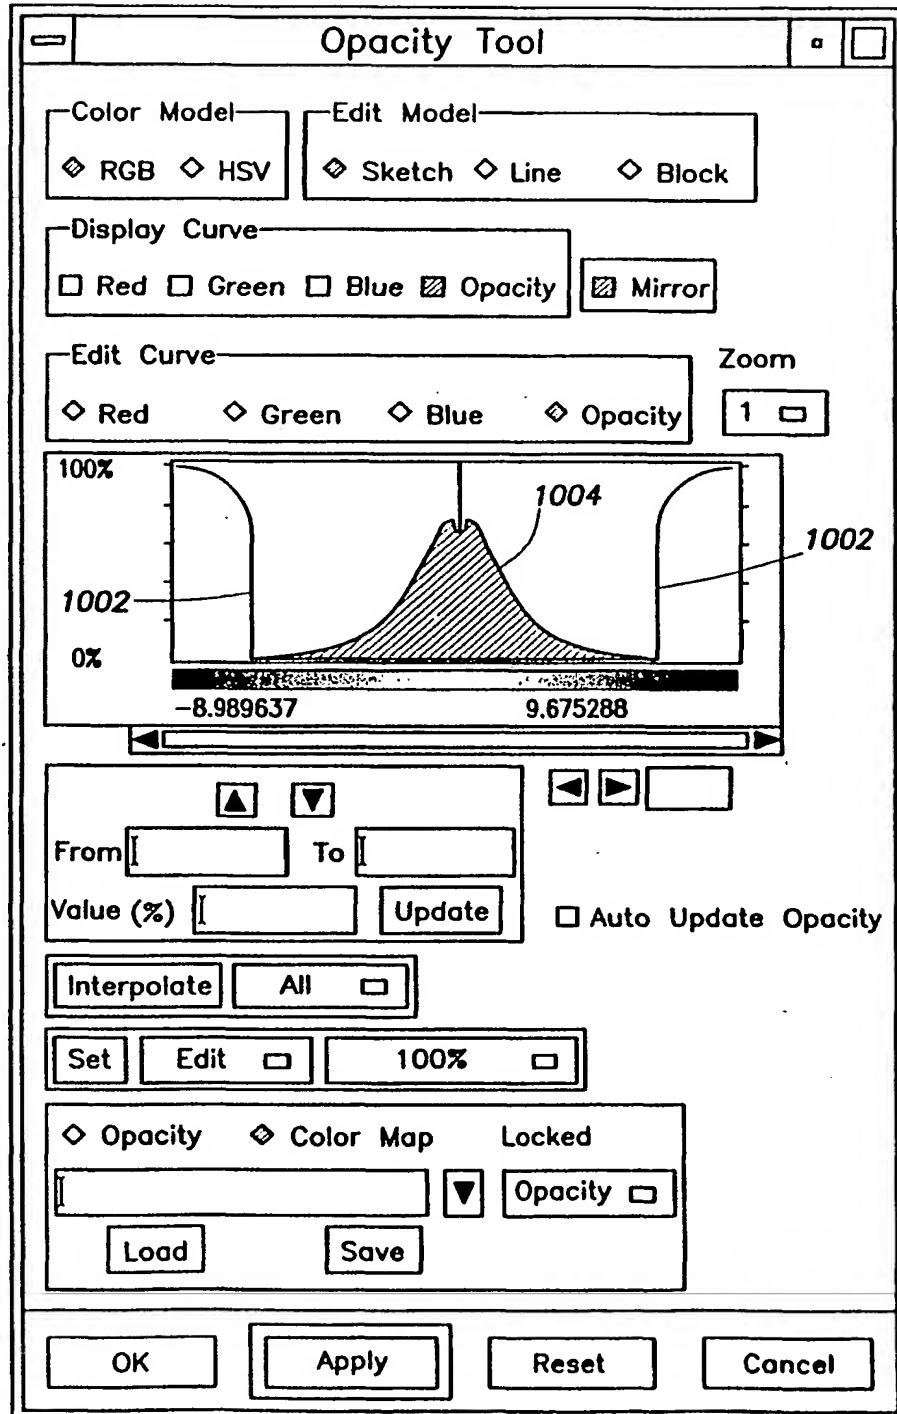 Opacity Tool
Color Model
RGB HSV
Edit Model
Sketch Line Block
Display Curve
Red Green Blue Opacity
Mirror
Edit Curve
Red Green Blue Opacity
Zoom
1
100%
1004
1002
1002
0%
-8.989637 9.675288
From To
Value (%) Update
Auto Update Opacity
Interpolate All
Set Edit 100%
Opacity Color Map Locked
Opacity
Load Save
OK Apply Reset Cancel